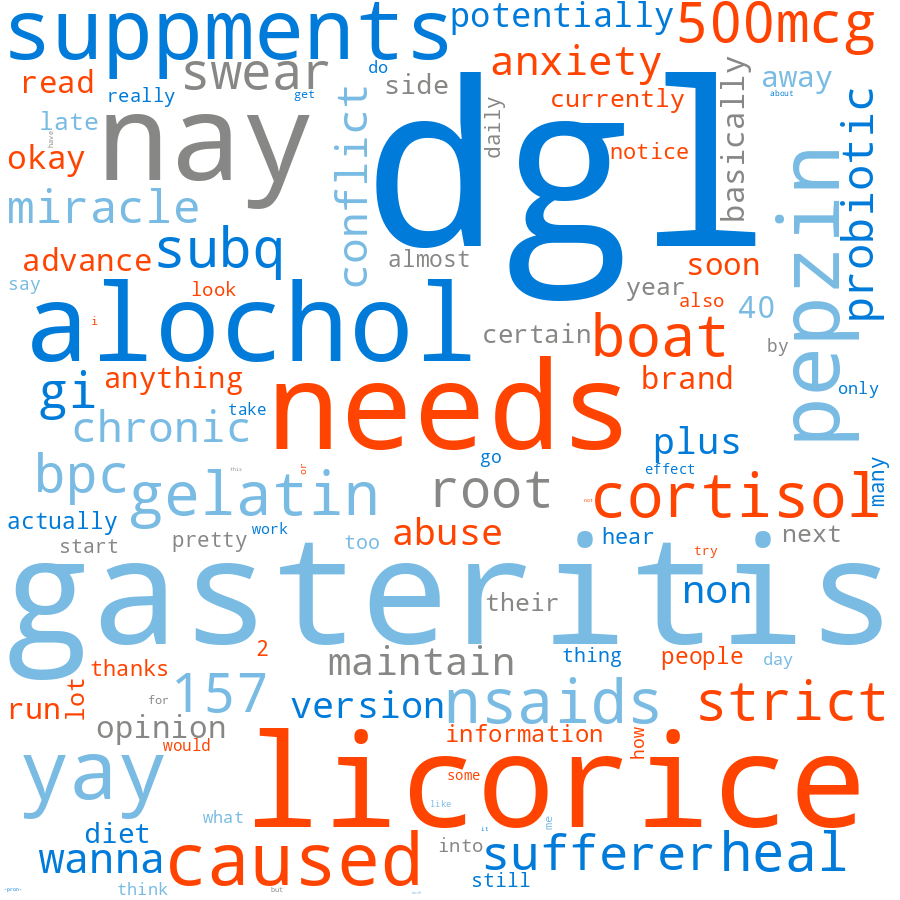 suppments potentially 500mcg
read swear do anxiety
really get side currently away about
late nay dgl daily basically
okay have conflict notice probiotic
miracle pepzin
advance subq almost soon
say look year also 40
i alochol certain boat by
gi anything needs brand only
chronic take plus
bpc go effect
gelatin this or root cortisol many
actually work abuse not
start pretty too hear try next
gasteritis their non
2 maintain thing people day
thanks
run lot 157 for version nsaids strict
opinion would information how
yay licorice some
what like me
diet it
wanna caused into sufferer heal
think but still
-pron-